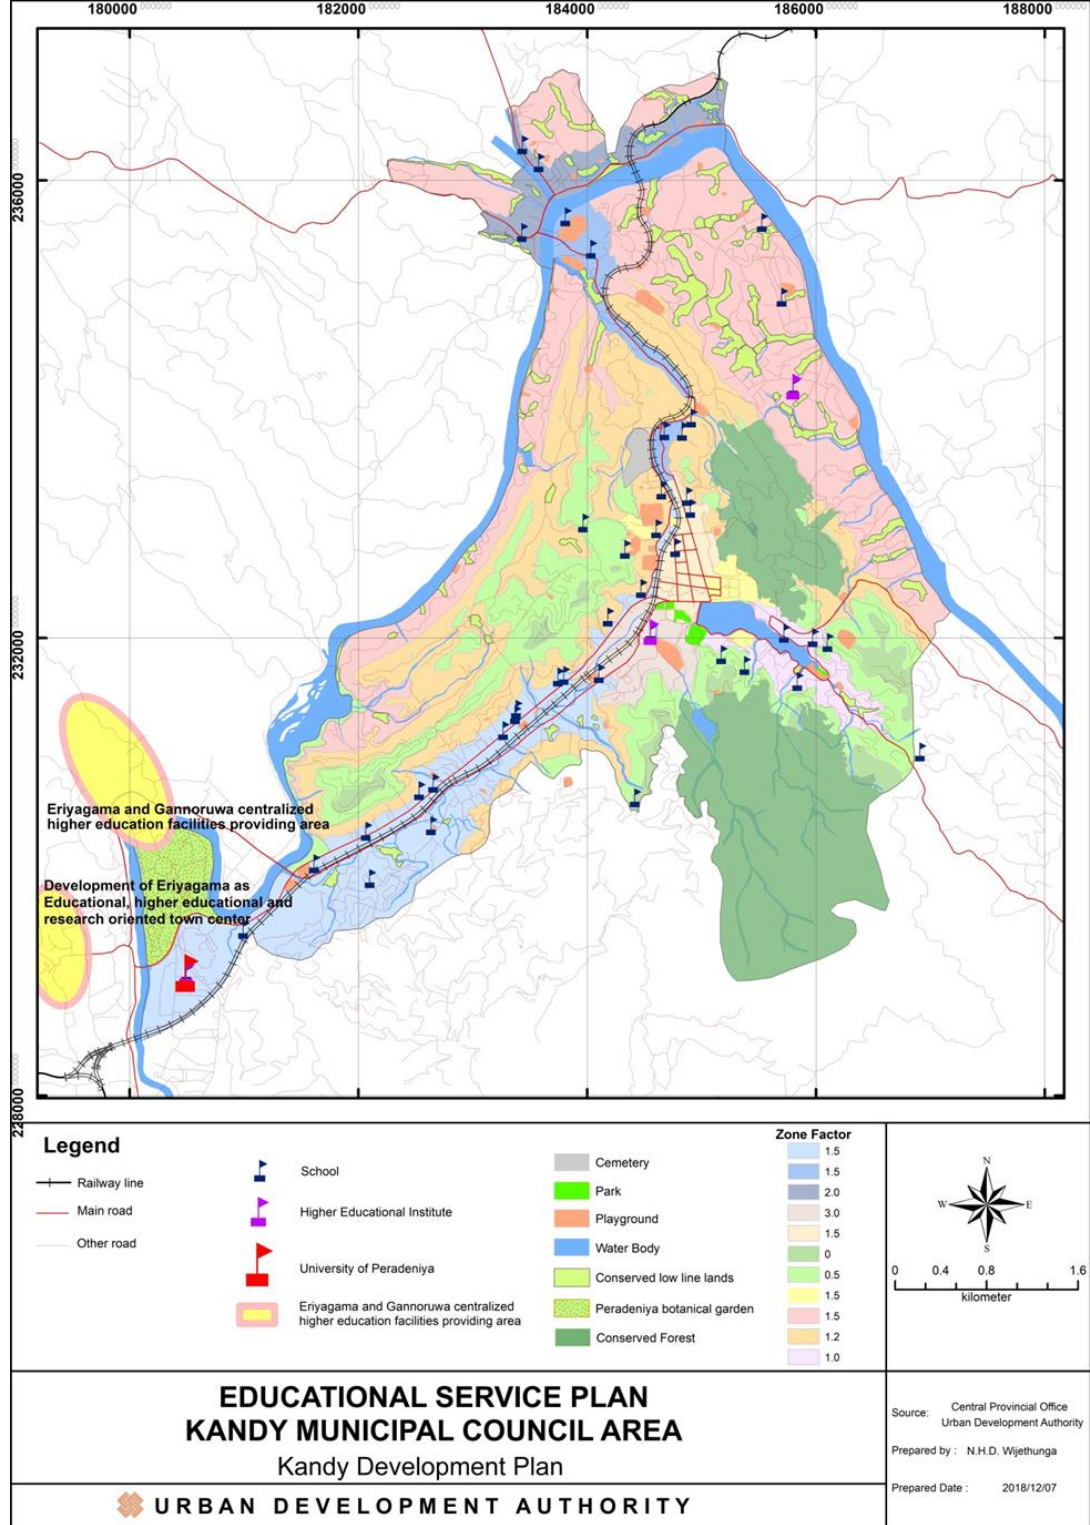 180000 182000 184000 186000 188000
236000
232000
228000
Eriyagama and Gannoruwa centralized
higher education facilities providing area
Development of Eriyagama as
Educational, higher educational and
research oriented town center
Legend
Railway line
Main road
Other road
School
Higher Educational Institute
University of Peradeniya
Eriyagama and Gannoruwa centralized
higher education facilities providing area
Cemetery
Park
Playground
Water Body
Conserved low line lands
Peradeniya botanical garden
Conserved Forest
Zone Factor
1.5
1.5
2.0
3.0
1.5
0
0.5
1.5
1.5
1.2
1.0
N
W E
S
0 0.4 0.8 1.6
kilometer
EDUCATIONAL SERVICE PLAN
KANDY MUNICIPAL COUNCIL AREA
Kandy Development Plan
URBAN DEVELOPMENT AUTHORITY
Source: Central Provincial Office
Urban Development Authority
Prepared by : N.H.D. Wijethunga
Prepared Date : 2018/12/07